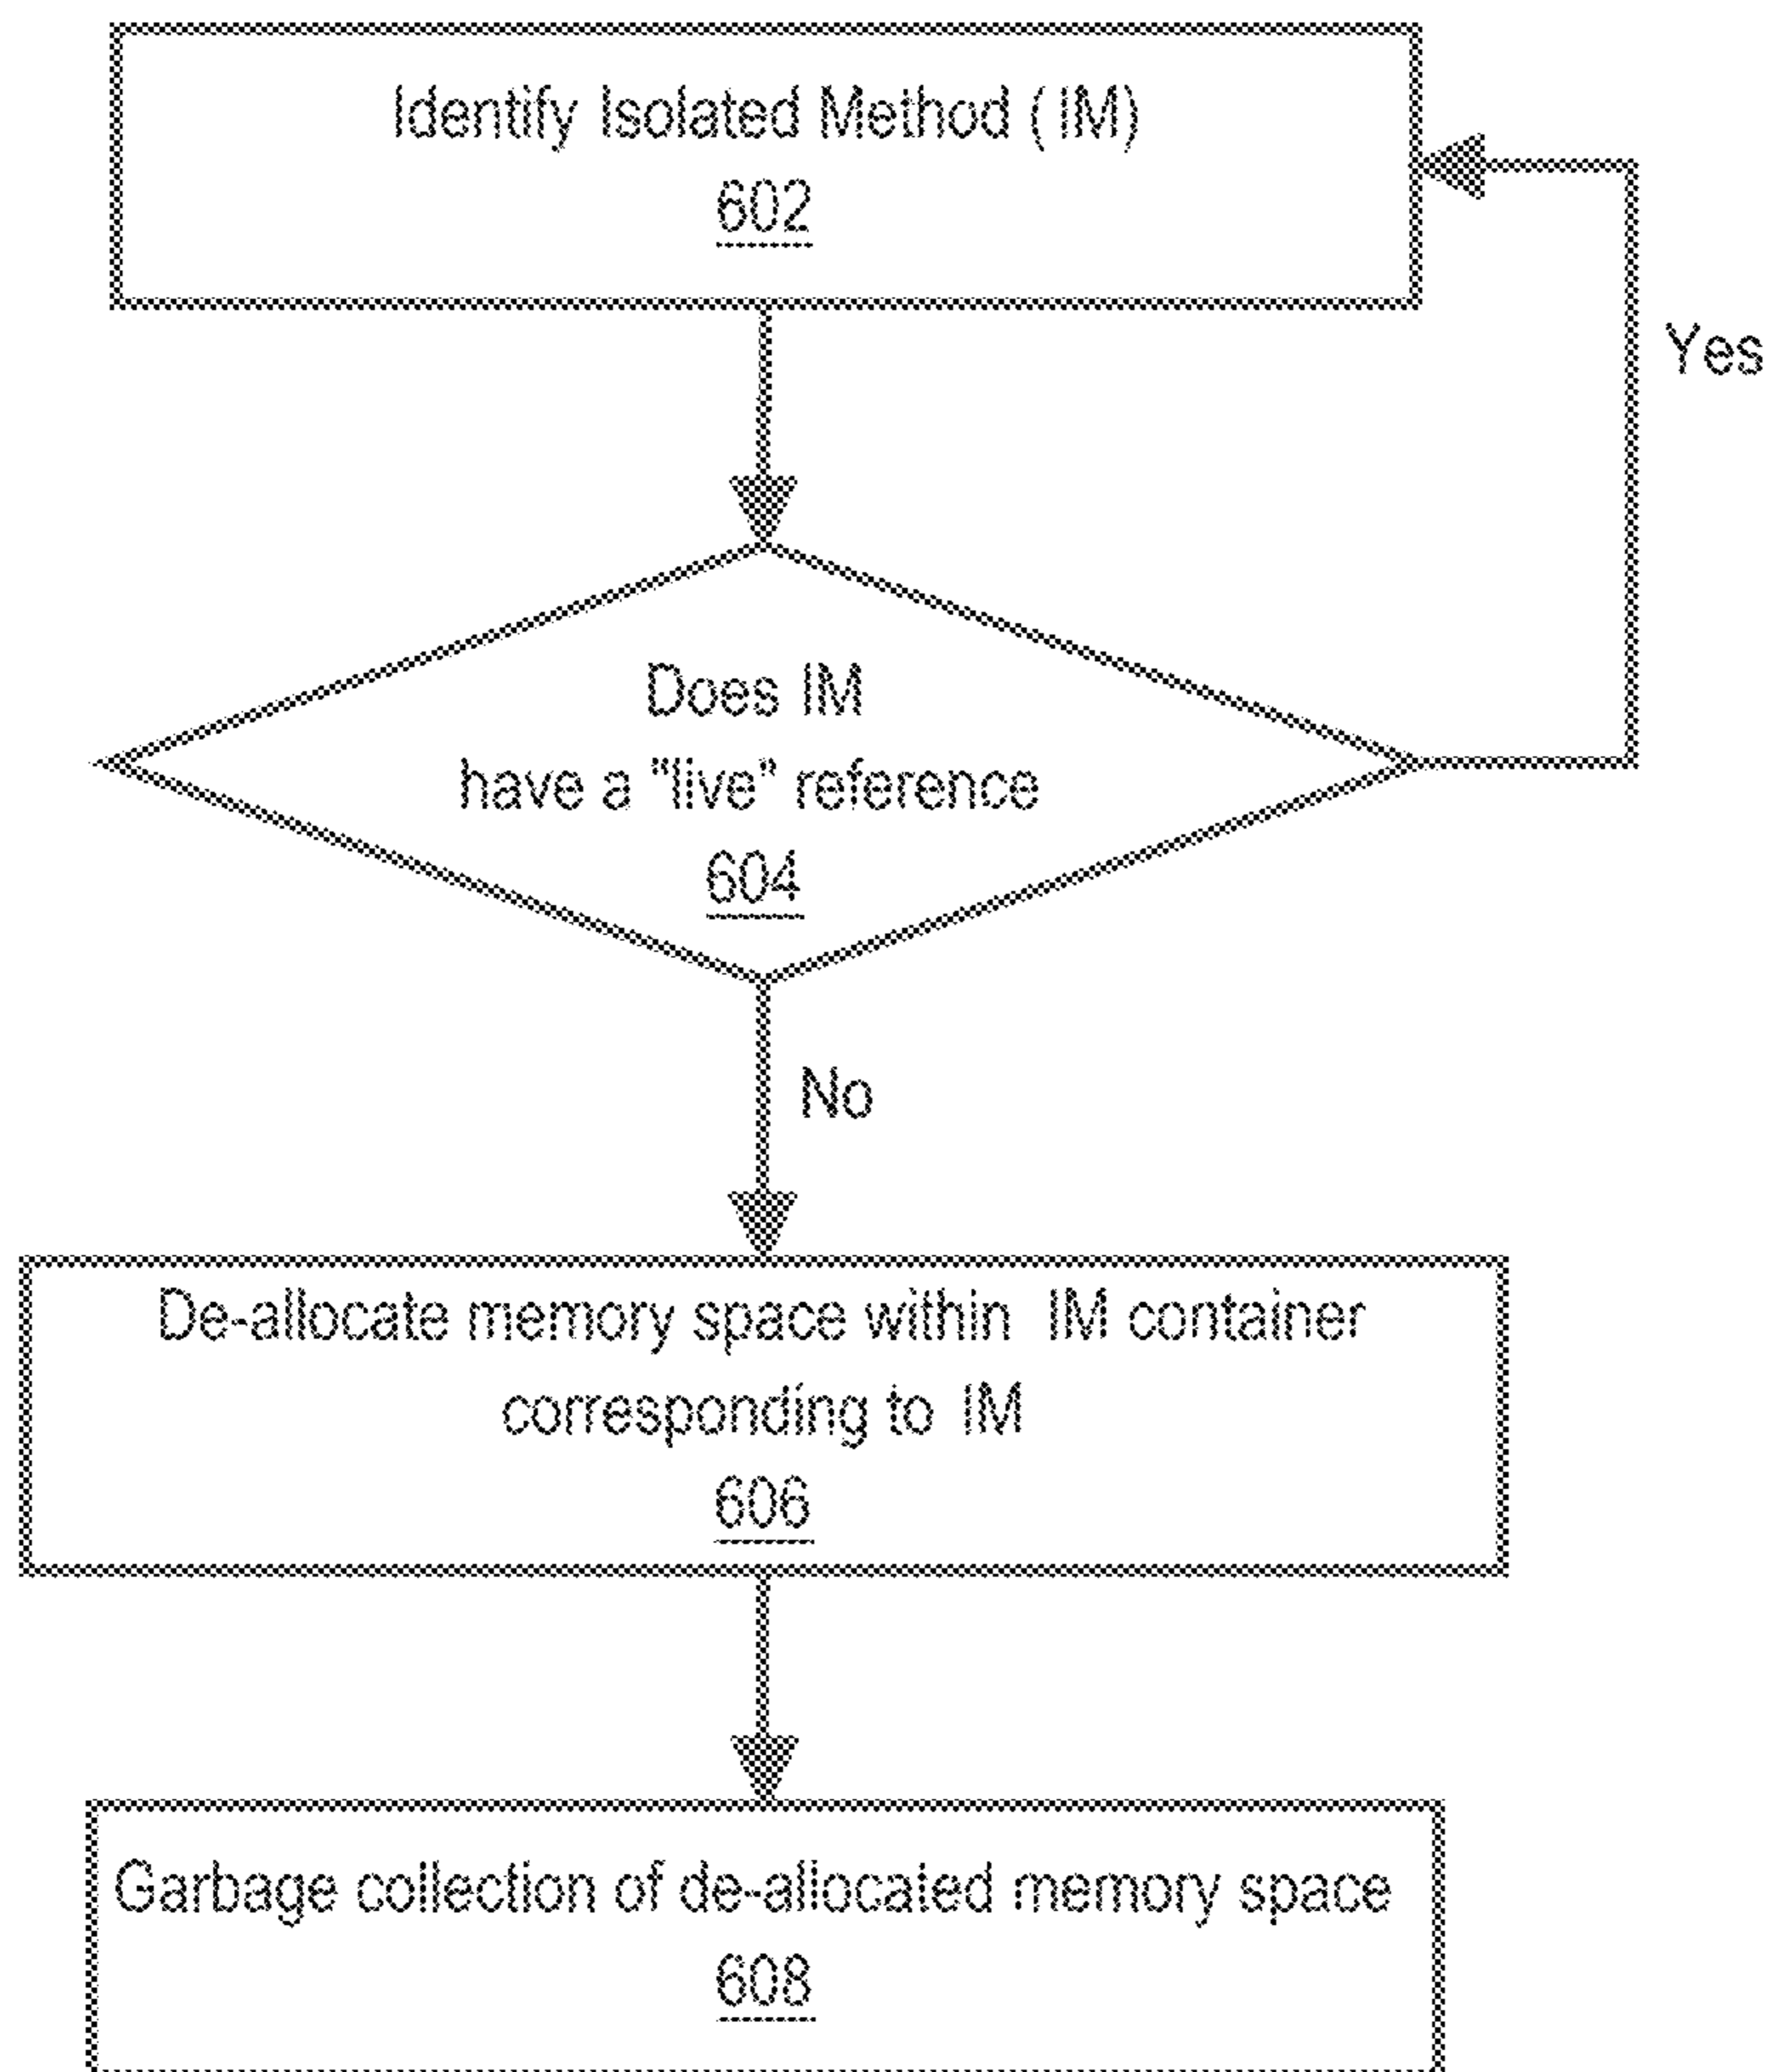 Identify Isolated Method (IM)
602
Yes
Does IM
have a "live" reference
604
No
De-allocate memory space within IM container
corresponding to IM
606
Garbage collection of de-allocated memory space
608